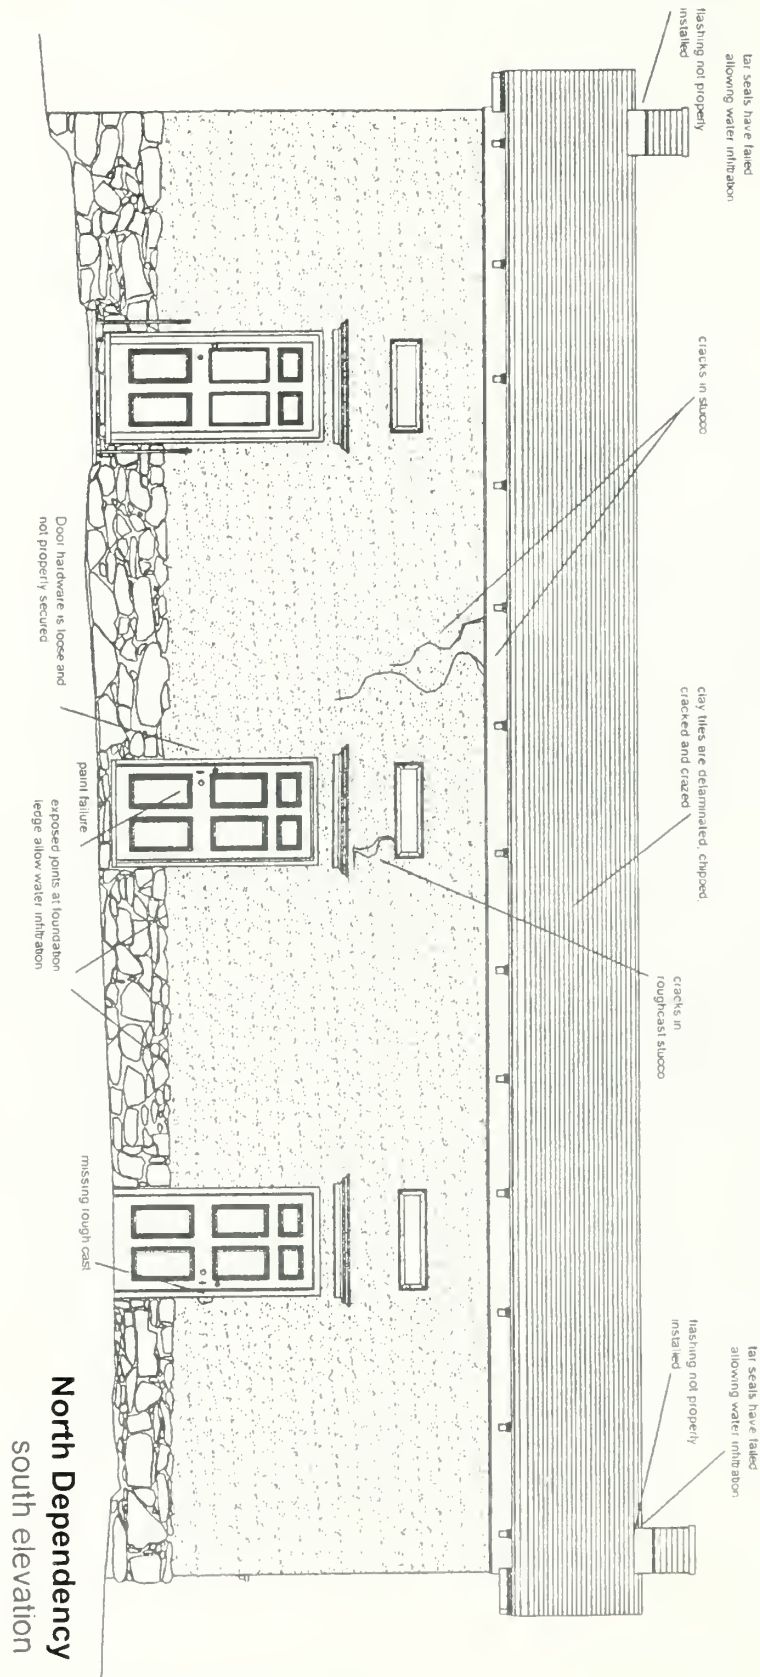 tar seals have failed
allowing water infiltration
flashing not properly
installed
cracks in stucco
clay tiles are delaminated, chipped,
cracked and crazed
cracks in
roughcast stucco
tar seals have failed
allowing water infiltration
flashing not properly
installed
Door hardware is loose and
not properly secured
paint failure
exposed joints at foundation
ledge allow water infiltration
missing rough cast
North Dependency
south elevation